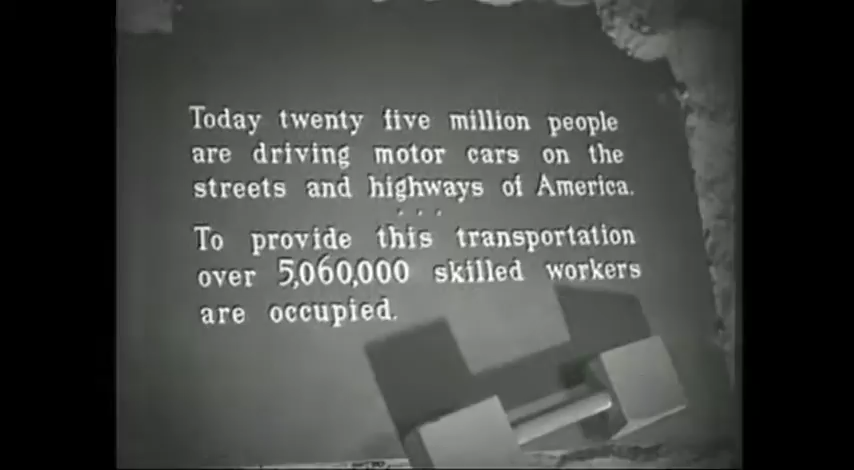 Today twenty five million people
are driving motor cars on the
streets and highways of America.
. . .
To provide this transportation
over 5,060,000 skilled workers
are occupied.